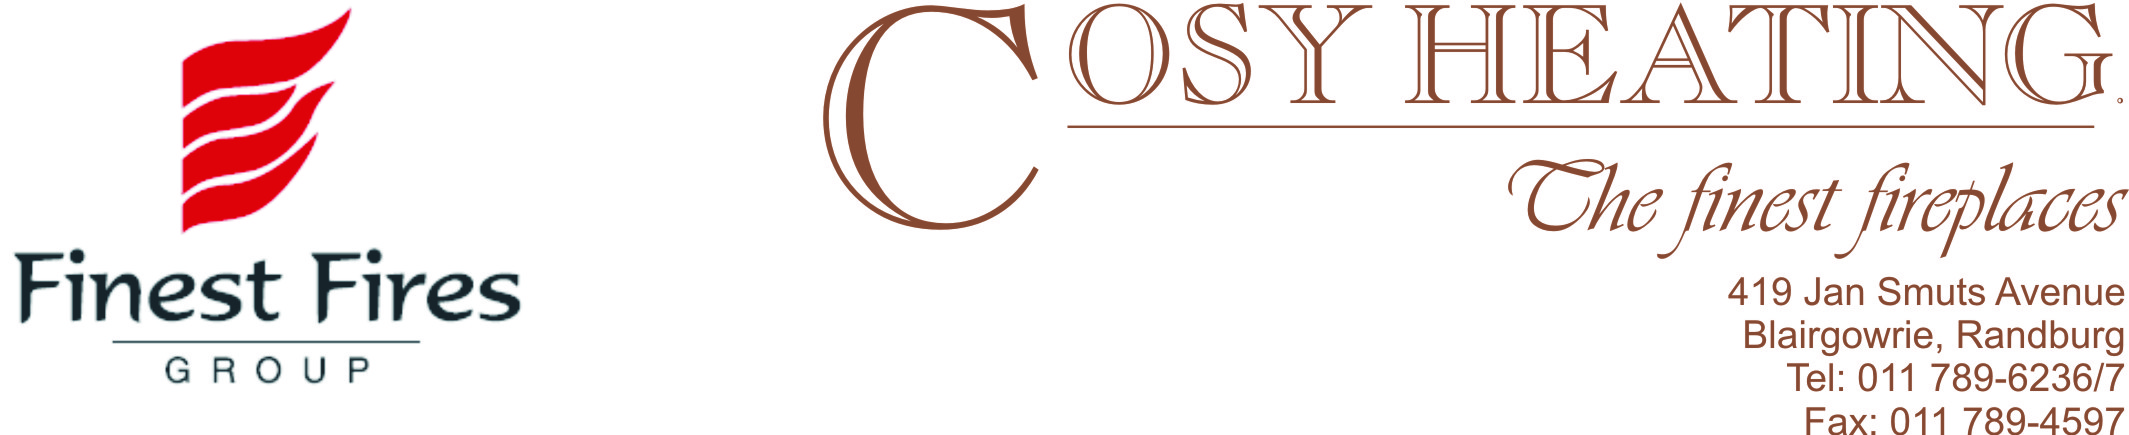 Finest Fires
GROUP
COSY HEATING.
The finest fireplaces
419 Jan Smuts Avenue
Blairgowrie, Randburg
Tel: 011 789-6236/7
Fax: 011 789-4597